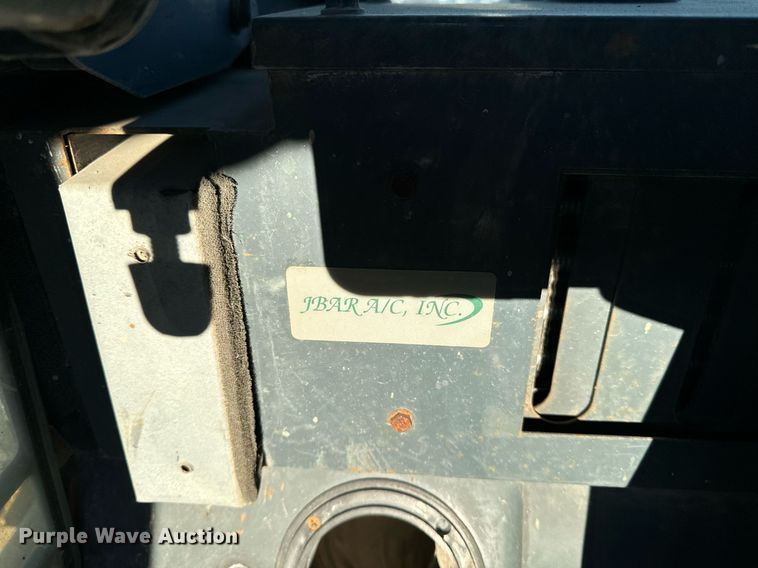 JBAR A/C, INC.
Purple Wave Auction